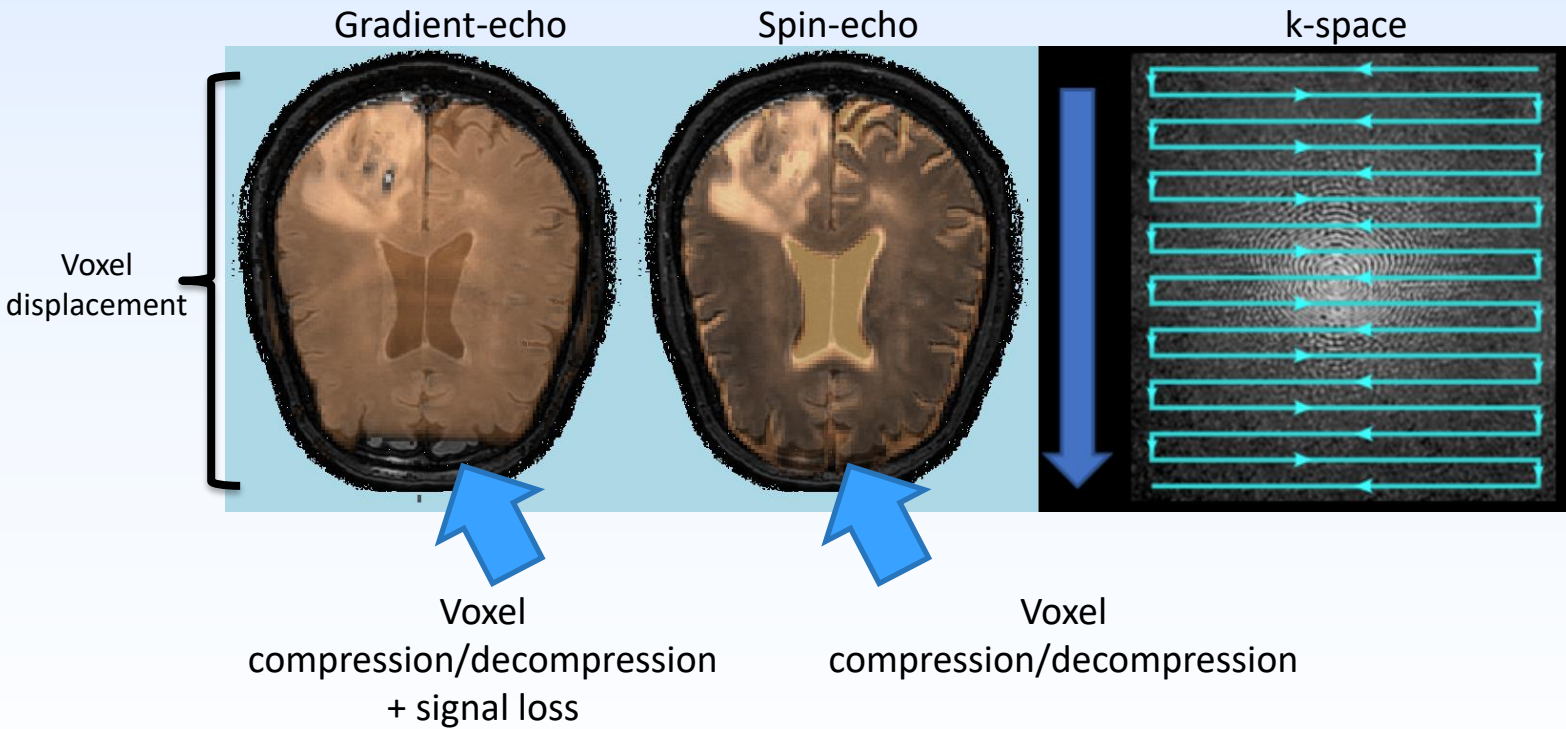 Gradient-echo
Spin-echo
k-space
Voxel
displacement
Voxel
compression/decompression
+ signal loss
Voxel
compression/decompression